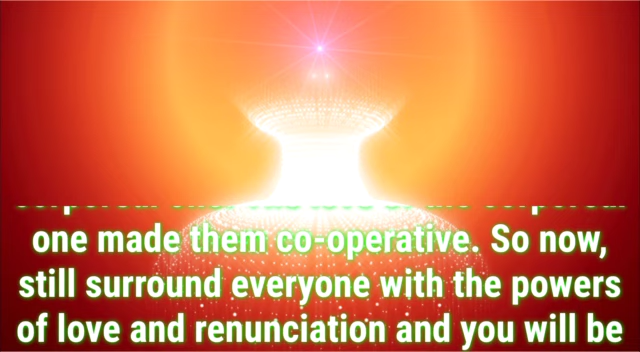 one made them co-operative. So now,
still surround everyone with the powers
of love and renunciation and you will be